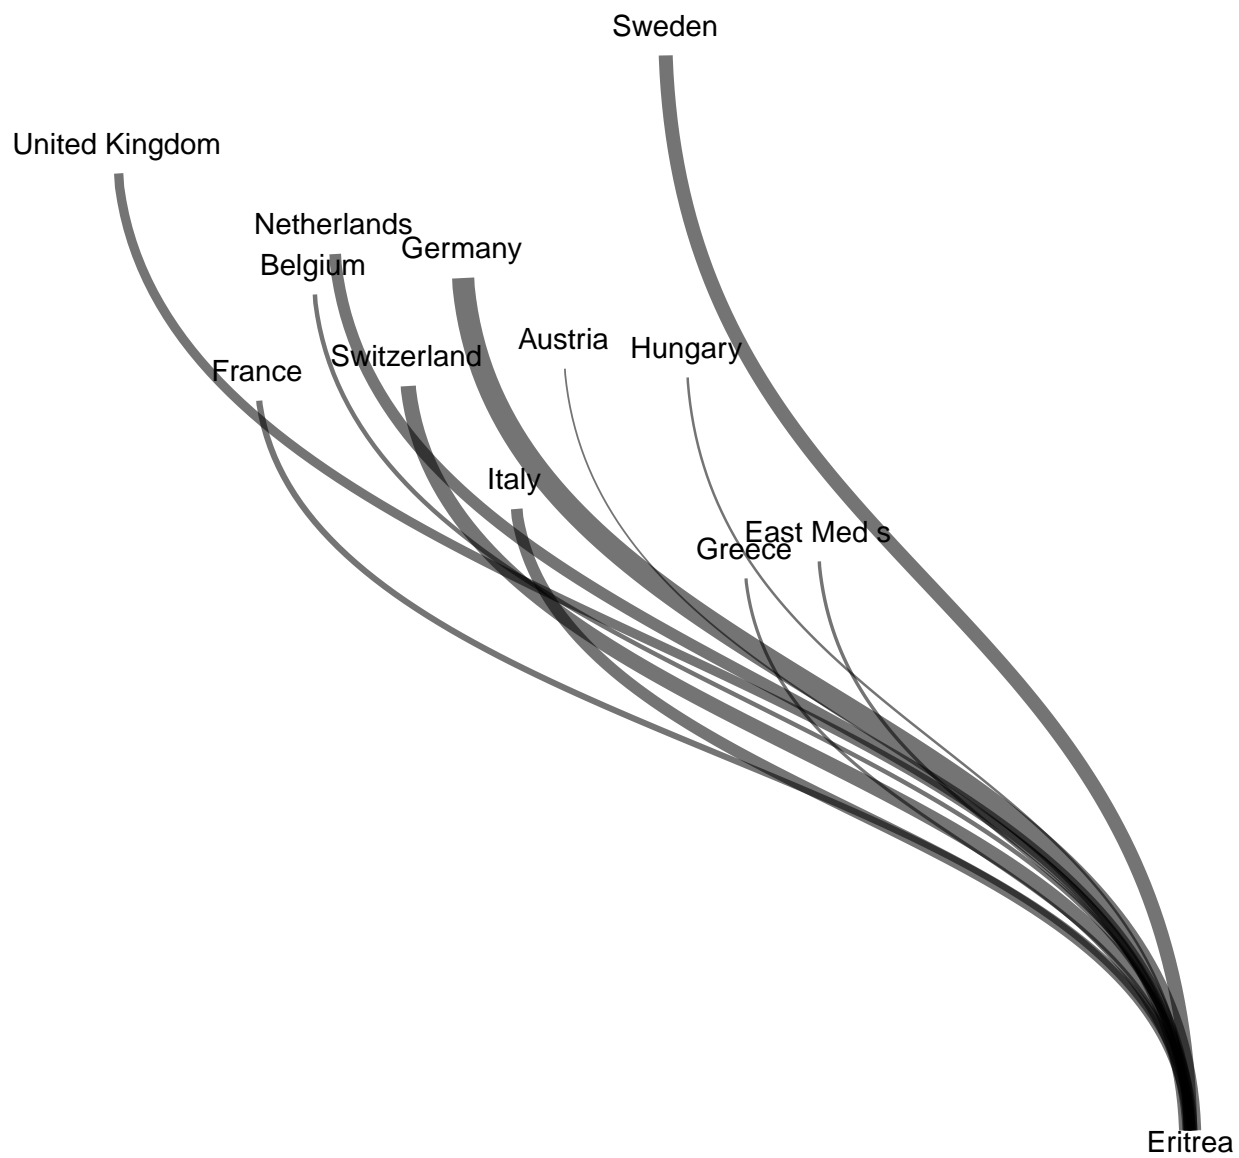 Sweden
United Kingdom
Netherlands
Germany
Belgium
Austria
Hungary
Switzerland
France
Italy
East Med s
Greece
Eritrea